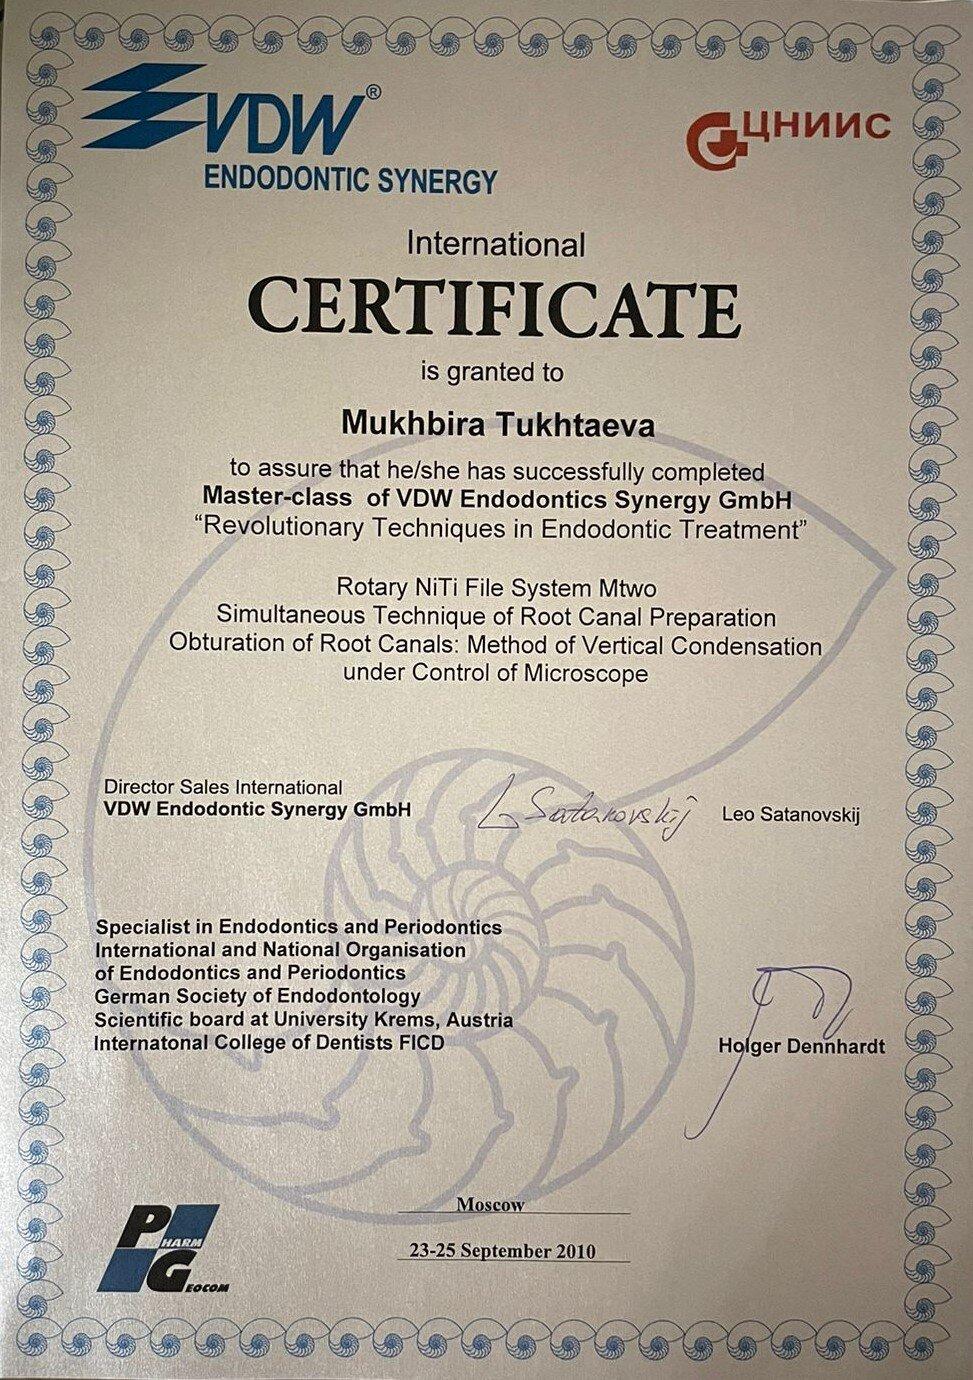 VDW®
ENDODONTIC SYNERGY
ЦНИИС
International
CERTIFICATE
is granted to
Mukhbira Tukhtaeva
to assure that he/she has successfully completed
Master-class of VDW Endodontics Synergy GmbH
“Revolutionary Techniques in Endodontic Treatment”
Rotary NiTi File System Mtwo
Simultaneous Technique of Root Canal Preparation
Obturation of Root Canals: Method of Vertical Condensation
under Control of Microscope
Director Sales International
VDW Endodontic Synergy GmbH
L Satanovskij
Leo Satanovskij
Specialist in Endodontics and Periodontics
International and National Organisation
of Endodontics and Periodontics
German Society of Endodontology
Scientific board at University Krems, Austria
Internatonal College of Dentists FICD
Holger Dennhardt
Moscow
23-25 September 2010
PHARM
GEOCOM